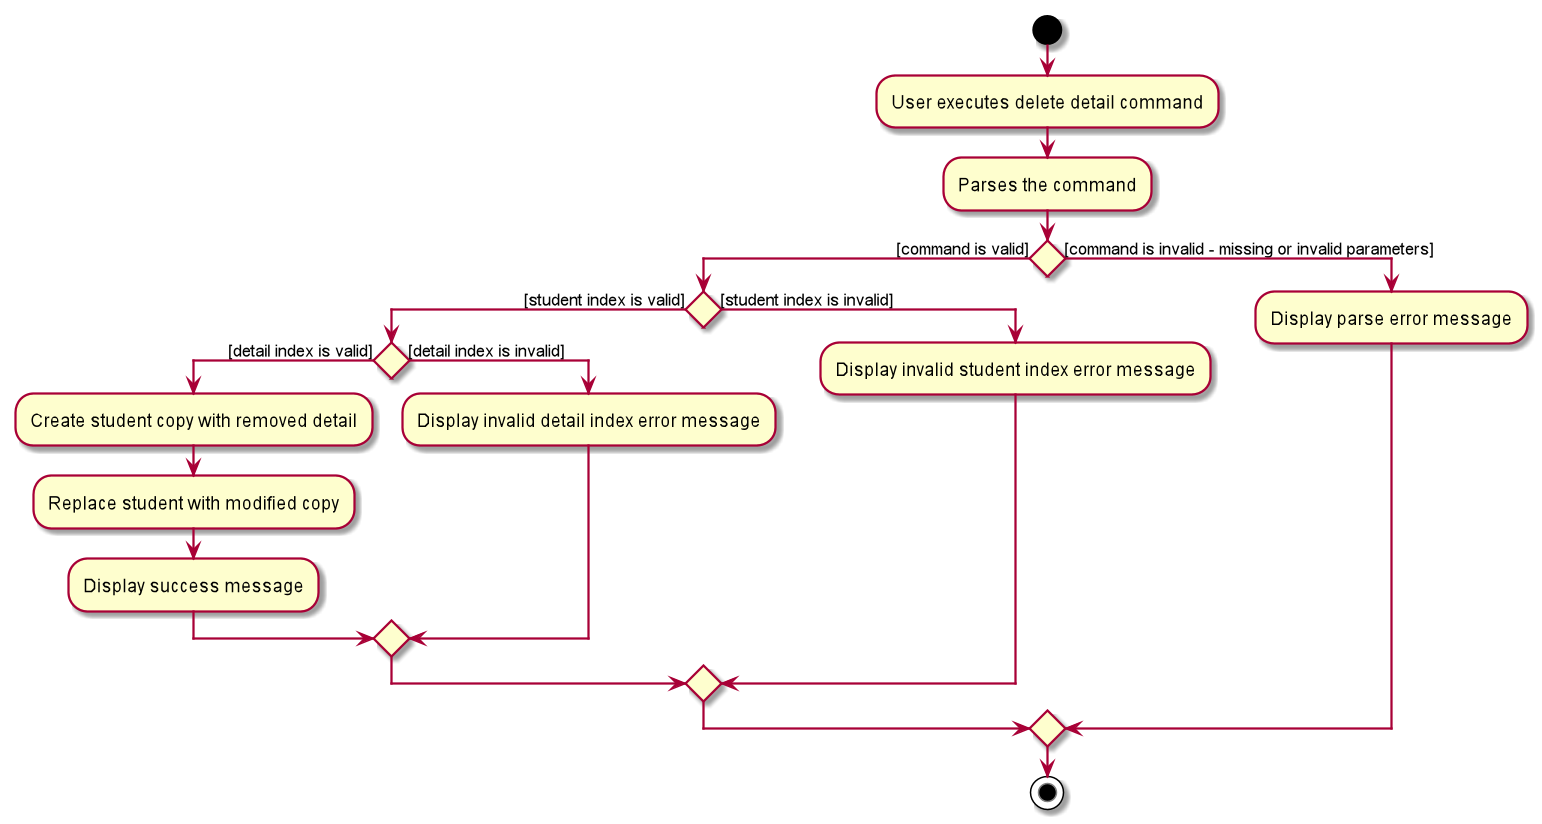 User executes delete detail command
Parses the command
[command is valid]
[command is invalid - missing or invalid parameters]
[student index is valid]
[student index is invalid]
Display parse error message
[detail index is valid]
[detail index is invalid]
Display invalid student index error message
Create student copy with removed detail
Display invalid detail index error message
Replace student with modified copy
Display success message